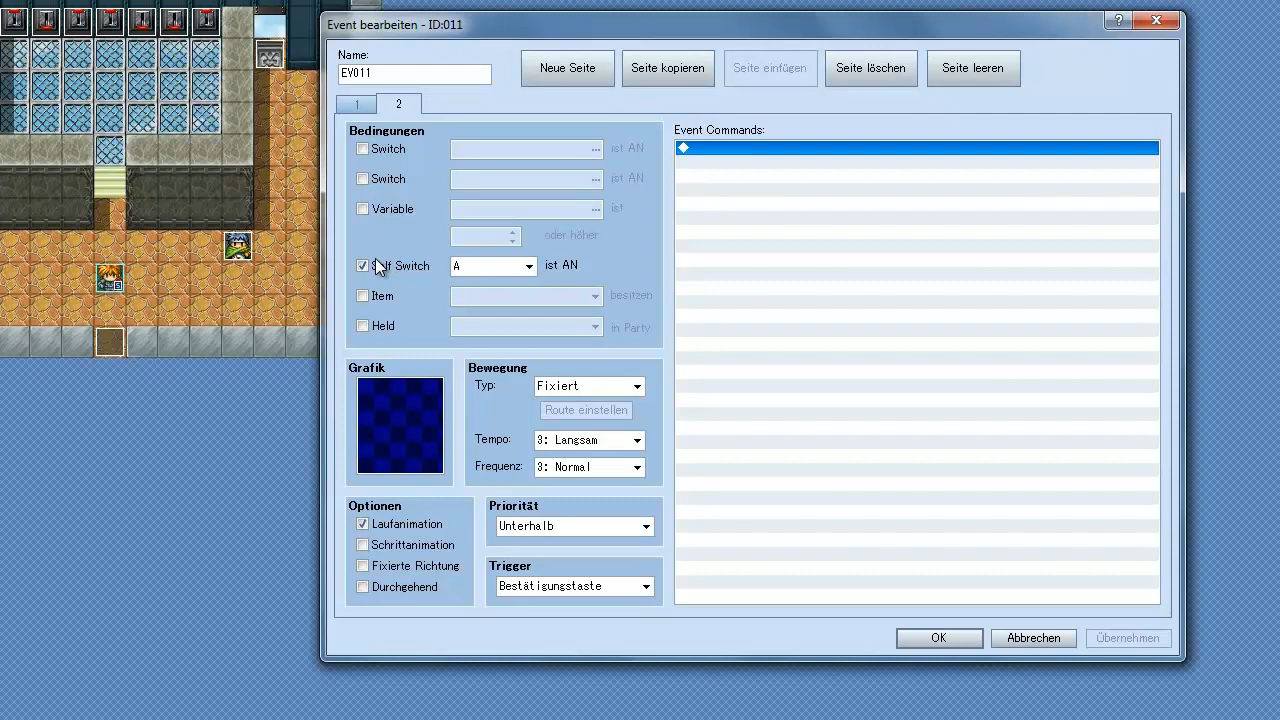 Event bearbeiten - ID:011
?
Name:
EV011
Neue Seite
Seite kopieren
Seite einfügen
Seite löschen
Seite leeren
1
2
Bedingungen
Event Commands:
Switch
... ist AN
Switch
... ist AN
Variable
... ist
oder höher
Self Switch
A
ist AN
Item
besitzen
Held
in Party
Grafik
Bewegung
Typ:
Fixiert
Route einstellen
Tempo:
3: Langsam
Frequenz:
3: Normal
Optionen
Laufanimation
Schrittanimation
Fixierte Richtung
Durchgehend
Priorität
Unterhalb
Trigger
Bestätigungstaste
OK
Abbrechen
Übernehmen
S